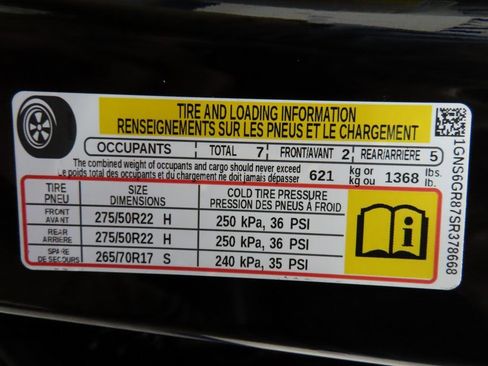 TIRE AND LOADING INFORMATION
RENSEIGNEMENTS SUR LES PNEUS ET LE CHARGEMENT
OCCUPANTS TOTAL 7 FRONT/AVANT 2 REAR/ARRIÈRE 5
The combined weight of occupants and cargo should never exceed
Le poids total des occupants et du chargement ne doit jamais dépasser
621 kg or 1368 lbs.
kg ou lb.
TIRE SIZE COLD TIRE PRESSURE
PNEU DIMENSIONS PRESSION DES PNEUS À FROID
FRONT
AVANT 275/50R22 H 250 kPa, 36 PSI
REAR
ARRIÈRE 275/50R22 H 250 kPa, 36 PSI
SPARE
DE SECOURS 265/70R17 S 240 kPa, 35 PSI
1GNS6GR87SR378668